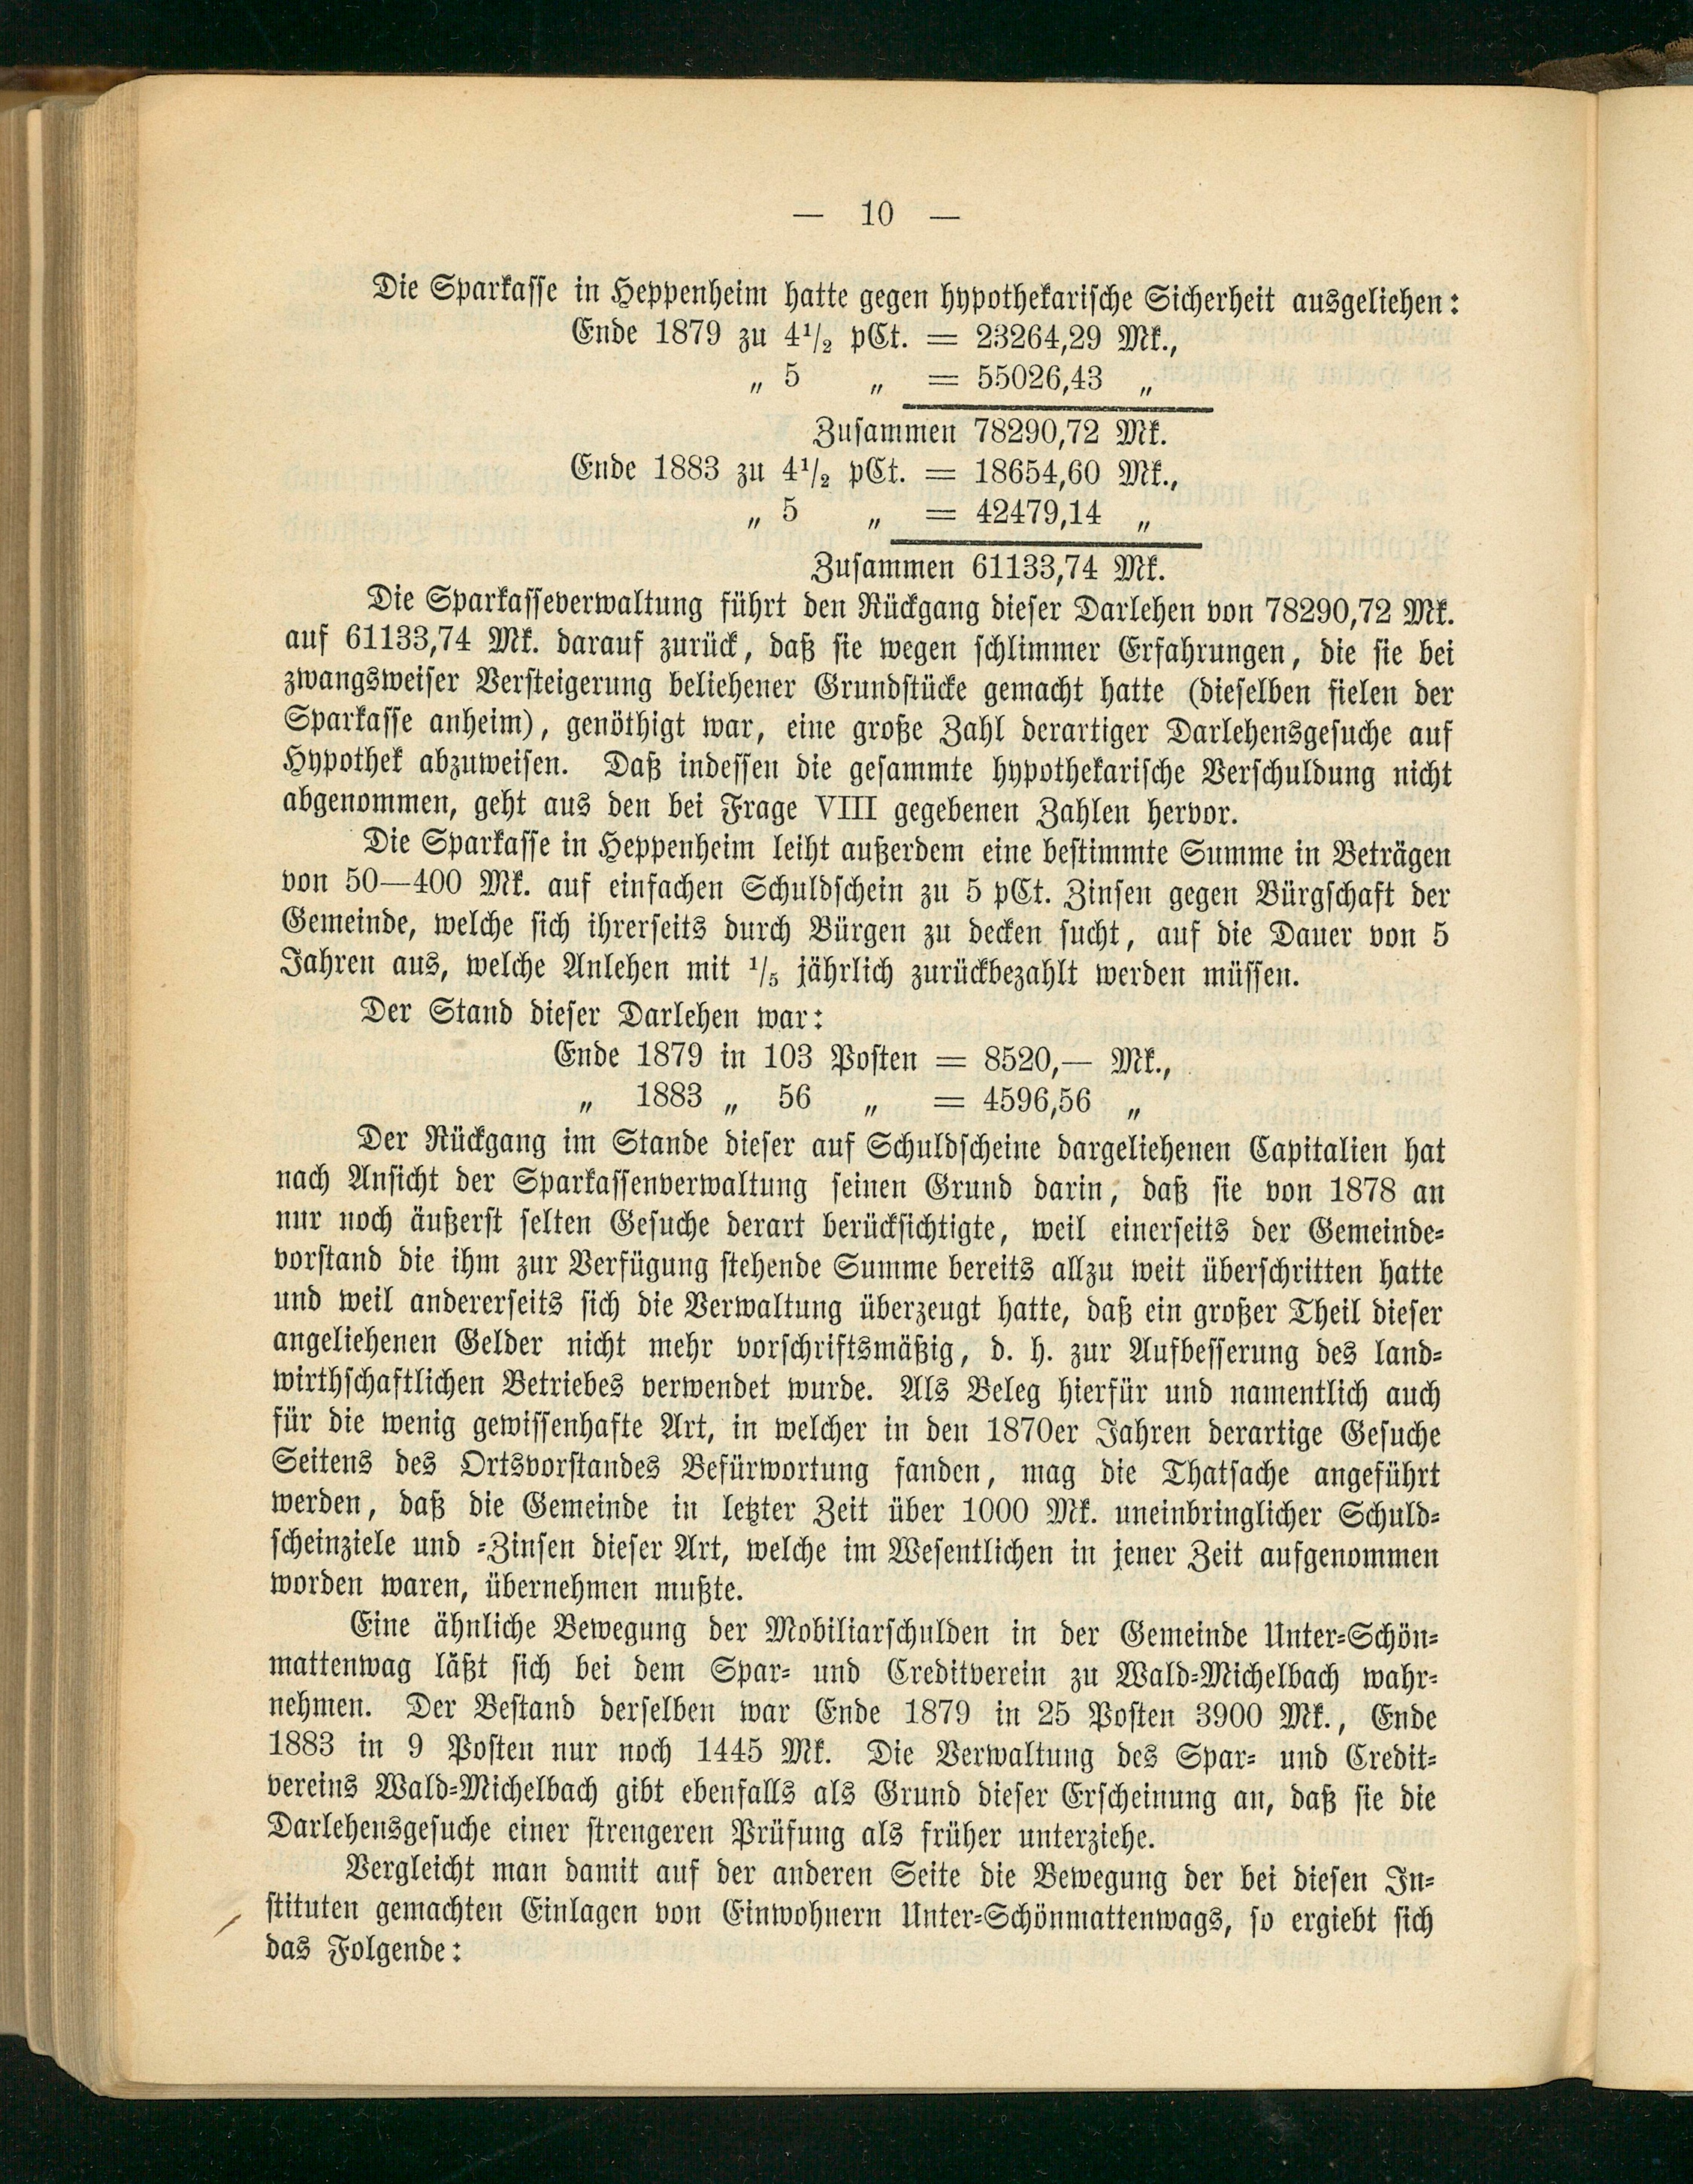 — 10 —
Die Sparkasse in Heppenheim hatte gegen hypothekarische Sicherheit ausgeliehen:
Ende 1879 zu 4¹/₂ pCt. = 23264,29 Mk.,
„ 5 „ = 55026,43 „
Zusammen 78290,72 Mk.
Ende 1883 zu 4¹/₂ pCt. = 18654,60 Mk.,
„ 5 „ = 42479,14 „
Zusammen 61133,74 Mk.
Die Sparkasseverwaltung führt den Rückgang dieser Darlehen von 78290,72 Mk.
auf 61133,74 Mk. darauf zurück, daß sie wegen schlimmer Erfahrungen, die sie bei
zwangsweiser Versteigerung beliehener Grundstücke gemacht hatte (dieselben fielen der
Sparkasse anheim), genöthigt war, eine große Zahl derartiger Darlehensgesuche auf
Hypothek abzuweisen. Daß indessen die gesammte hypothekarische Verschuldung nicht
abgenommen, geht aus den bei Frage VIII gegebenen Zahlen hervor.
Die Sparkasse in Heppenheim leiht außerdem eine bestimmte Summe in Beträgen
von 50—400 Mk. auf einfachen Schuldschein zu 5 pCt. Zinsen gegen Bürgschaft der
Gemeinde, welche sich ihrerseits durch Bürgen zu decken sucht, auf die Dauer von 5
Jahren aus, welche Anlehen mit ¹/₅ jährlich zurückbezahlt werden müssen.
Der Stand dieser Darlehen war:
Ende 1879 in 103 Posten = 8520,— Mk.,
„ 1883 „ 56 „ = 4596,56 „
Der Rückgang im Stande dieser auf Schuldscheine dargeliehenen Capitalien hat
nach Ansicht der Sparkassenverwaltung seinen Grund darin, daß sie von 1878 an
nur noch äußerst selten Gesuche derart berücksichtigte, weil einerseits der Gemeinde-
vorstand die ihm zur Verfügung stehende Summe bereits allzu weit überschritten hatte
und weil andererseits sich die Verwaltung überzeugt hatte, daß ein großer Theil dieser
angeliehenen Gelder nicht mehr vorschriftsmäßig, d. h. zur Aufbesserung des land-
wirthschaftlichen Betriebes verwendet wurde. Als Beleg hierfür und namentlich auch
für die wenig gewissenhafte Art, in welcher in den 1870er Jahren derartige Gesuche
Seitens des Ortsvorstandes Befürwortung fanden, mag die Thatsache angeführt
werden, daß die Gemeinde in letzter Zeit über 1000 Mk. uneinbringlicher Schuld-
scheinziele und -Zinsen dieser Art, welche im Wesentlichen in jener Zeit aufgenommen
worden waren, übernehmen mußte.
Eine ähnliche Bewegung der Mobiliarschulden in der Gemeinde Unter-Schön-
mattenwag läßt sich bei dem Spar- und Creditverein zu Wald-Michelbach wahr-
nehmen. Der Bestand derselben war Ende 1879 in 25 Posten 3900 Mk., Ende
1883 in 9 Posten nur noch 1445 Mk. Die Verwaltung des Spar- und Credit-
vereins Wald-Michelbach gibt ebenfalls als Grund dieser Erscheinung an, daß sie die
Darlehensgesuche einer strengeren Prüfung als früher unterziehe.
Vergleicht man damit auf der anderen Seite die Bewegung der bei diesen In-
stituten gemachten Einlagen von Einwohnern Unter-Schönmattenwags, so ergiebt sich
das Folgende: